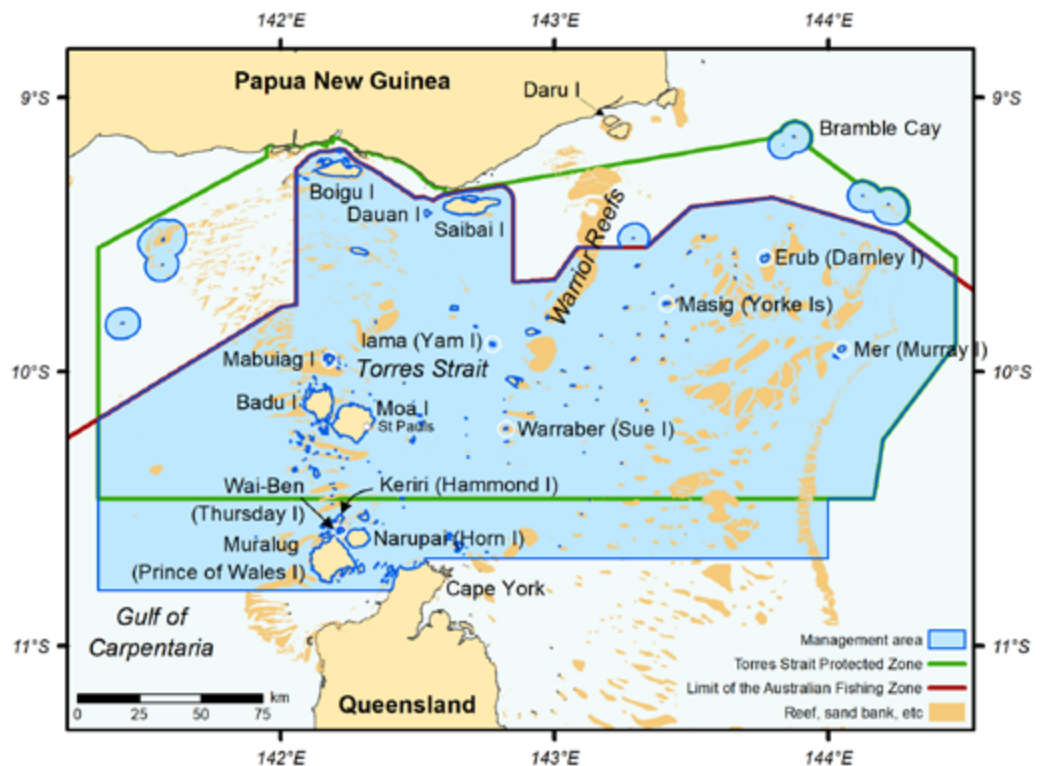 142°E 143°E 144°E
Papua New Guinea
Daru I
9°S 9°S
Bramble Cay
Boigu I
Dauan I
Saibai I
Warrior Reefs
Erub (Darnley I)
Masig (Yorke Is)
Iama (Yam I)
Mer (Murray I)
Mabuiag I
Torres Strait
10°S 10°S
Badu I
Moa I
St Pauls
Warraber (Sue I)
Wai-Ben
(Thursday I)
Keriri (Hammond I)
Muralug
(Prince of Wales I)
Narupai (Horn I)
Cape York
Gulf of
Carpentaria
11°S 11°S
Management area
Torres Strait Protected Zone
Limit of the Australian Fishing Zone
Reef, sand bank, etc
km
0 25 50 75
Queensland
142°E 143°E 144°E